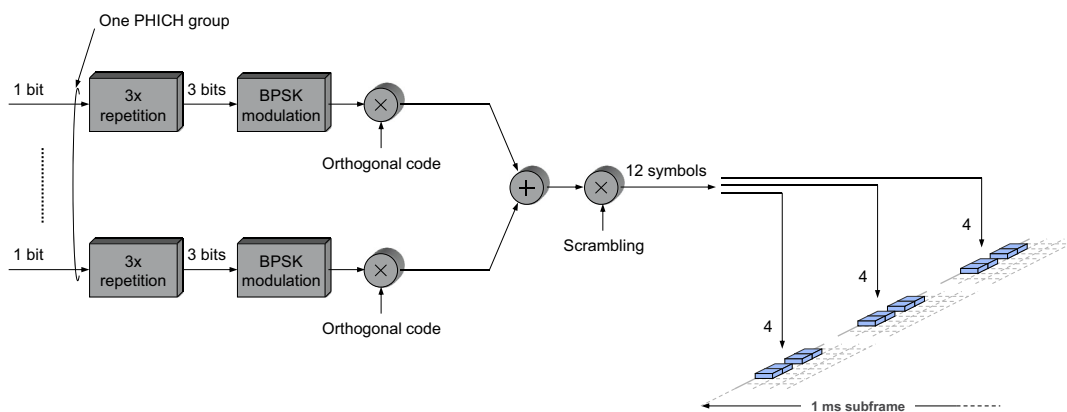 One PHICH group
1 bit
3x
repetition
3 bits
BPSK
modulation
×
Orthogonal code
1 bit
3x
repetition
3 bits
BPSK
modulation
×
Orthogonal code
+
×
Scrambling
12 symbols
4
4
4
1 ms subframe